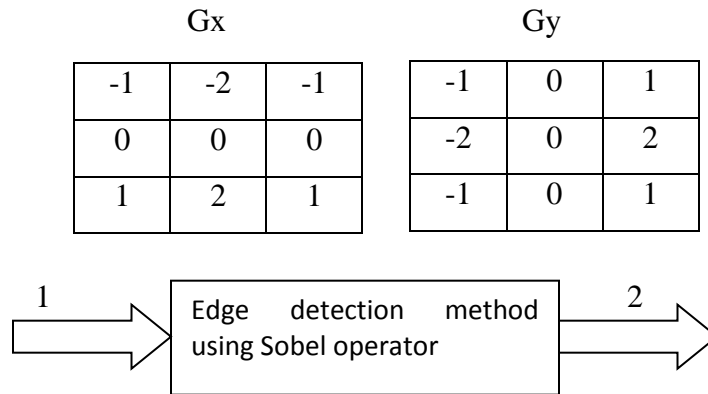 Gx Gy
-1 -2 -1 -1 0 1
0 0 0 -2 0 2
1 2 1 -1 0 1
1 2
Edge detection method
using Sobel operator